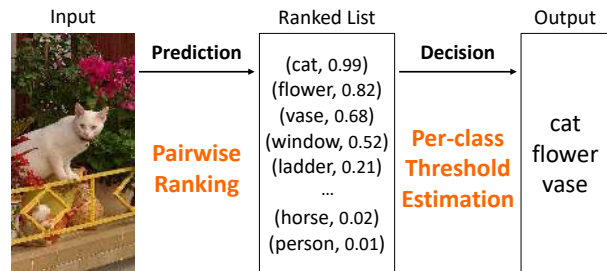 Input
Prediction
Pairwise
Ranking
Ranked List
(cat, 0.99)
(flower, 0.82)
(vase, 0.68)
(window, 0.52)
(ladder, 0.21)
...
(horse, 0.02)
(person, 0.01)
Decision
Per-class
Threshold
Estimation
Output
cat
flower
vase